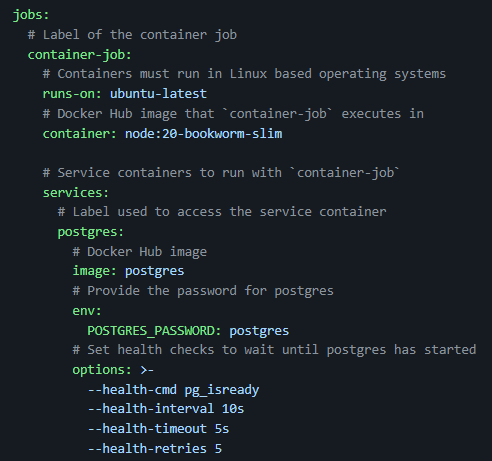 jobs:
  # Label of the container job
  container-job:
    # Containers must run in Linux based operating systems
    runs-on: ubuntu-latest
    # Docker Hub image that `container-job` executes in
    container: node:20-bookworm-slim

    # Service containers to run with `container-job`
    services:
      # Label used to access the service container
      postgres:
        # Docker Hub image
        image: postgres
        # Provide the password for postgres
        env:
          POSTGRES_PASSWORD: postgres
        # Set health checks to wait until postgres has started
        options: >-
          --health-cmd pg_isready
          --health-interval 10s
          --health-timeout 5s
          --health-retries 5